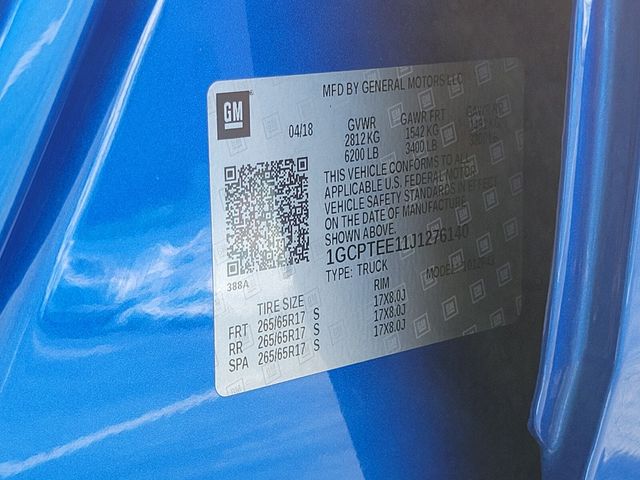 MFD BY GENERAL MOTORS LLC
GM
04/18
GVWR GAWR FRT GAWR RR
2812 KG 1542 KG
6200 LB 3400 LB
THIS VEHICLE CONFORMS TO ALL
APPLICABLE U.S. FEDERAL MOTOR
VEHICLE SAFETY STANDARDS IN EFFECT
ON THE DATE OF MANUFACTURE
SHOWN ABOVE.
1GCPTEE11J1276140
TYPE: TRUCK MODEL:
388A
TIRE SIZE RIM
FRT 265/65R17 S 17X8.0J
RR 265/65R17 S 17X8.0J
SPA 265/65R17 S 17X8.0J